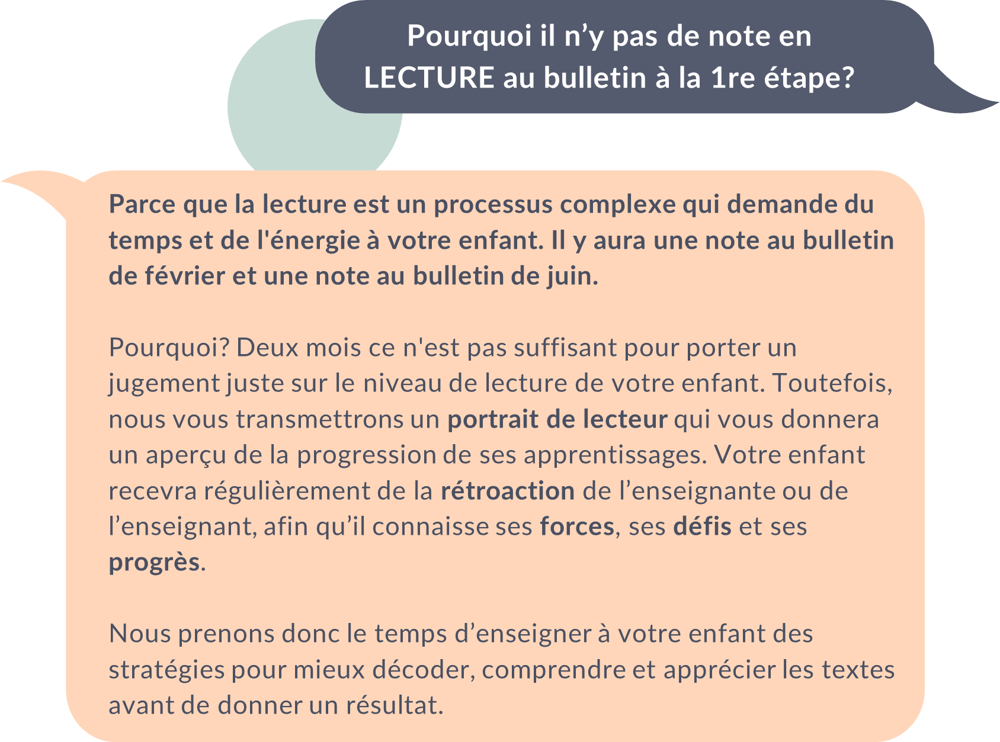 Pourquoi il n’y pas de note en
LECTURE au bulletin à la 1re étape?
Parce que la lecture est un processus complexe qui demande du
temps et de l'énergie à votre enfant. Il y aura une note au bulletin
de février et une note au bulletin de juin.
Pourquoi? Deux mois ce n'est pas suffisant pour porter un
jugement juste sur le niveau de lecture de votre enfant. Toutefois,
nous vous transmettrons un portrait de lecteur qui vous donnera
un aperçu de la progression de ses apprentissages. Votre enfant
recevra régulièrement de la rétroaction de l’enseignante ou de
l’enseignant, afin qu’il connaisse ses forces, ses défis et ses
progrès.
Nous prenons donc le temps d’enseigner à votre enfant des
stratégies pour mieux décoder, comprendre et apprécier les textes
avant de donner un résultat.